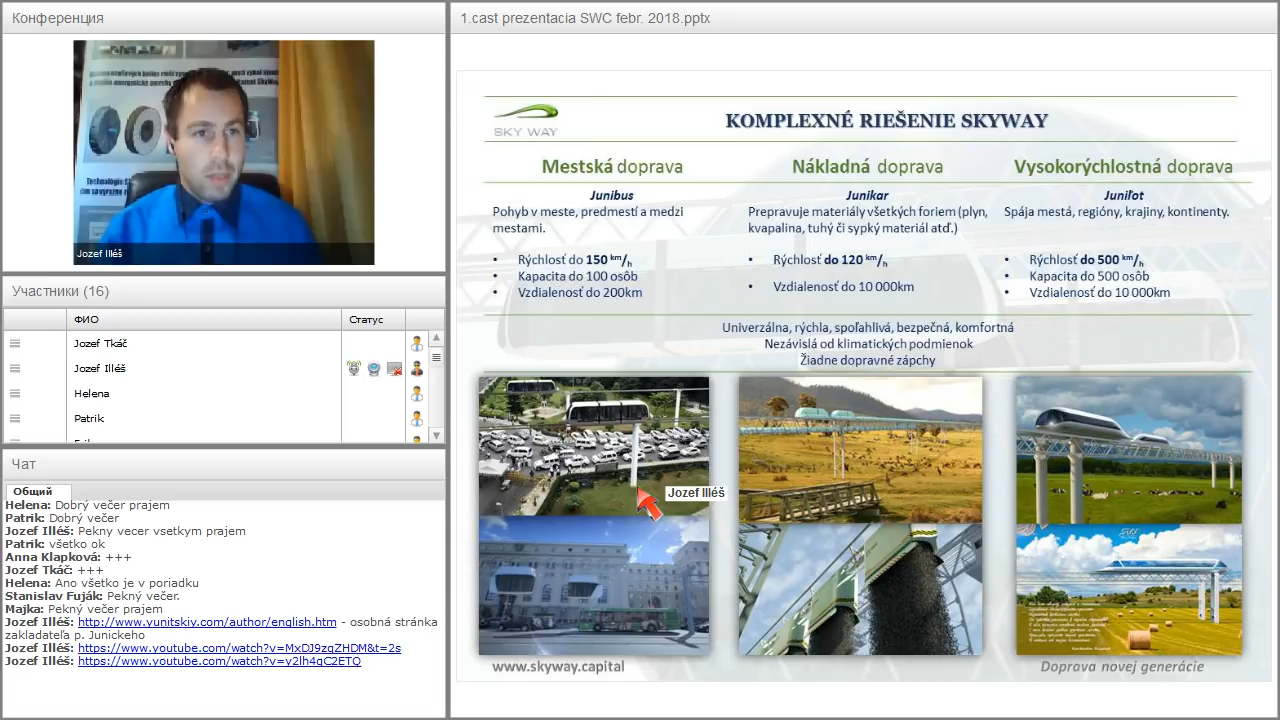 Конференция
Jozef Illéš
Участники (16)
ФИО
Статус
Jozef Tkáč
Jozef Illéš
Helena
Patrik
Чат
Общий
Helena: Dobrý večer prajem
Patrik: Dobrý večer
Jozef Illéš: Pekny vecer vsetkym prajem
Patrik: všetko ok
Anna Klapková: +++
Jozef Tkáč: +++
Helena: Ano všetko je v poriadku
Stanislav Fuják: Pekný večer.
Majka: Pekný večer prajem
Jozef Illéš: http://www.yunitskiy.com/author/english.htm - osobna stránka
zakladateľa p. Junickeho
Jozef Illéš: https://www.youtube.com/watch?v=MxDJ9zqZHDM&t=2s
Jozef Illéš: https://www.youtube.com/watch?v=y2lh4gC2ETQ
1.cast prezentacia SWC febr. 2018.pptx
SKY WAY
KOMPLEXNÉ RIEŠENIE SKYWAY
Mestská doprava
Junibus
Pohyb v meste, predmestí a medzi
mestami.
• Rýchlosť do 150 km/h
• Kapacita do 100 osôb
• Vzdialenosť do 200km
Nákladná doprava
Junikar
Prepravuje materiály všetkých foriem (plyn,
kvapalina, tuhý či sypký materiál atď.)
• Rýchlosť do 120 km/h
• Vzdialenosť do 10 000km
Vysokorýchlostná doprava
Juniľot
Spája mestá, regióny, krajiny, kontinenty.
• Rýchlosť do 500 km/h
• Kapacita do 500 osôb
• Vzdialenosť do 10 000km
Univerzálna, rýchla, spoľahlivá, bezpečná, komfortná
Nezávislá od klimatických podmienok
Žiadne dopravné zápchy
Jozef Illéš
www.skyway.capital
Doprava novej generácie